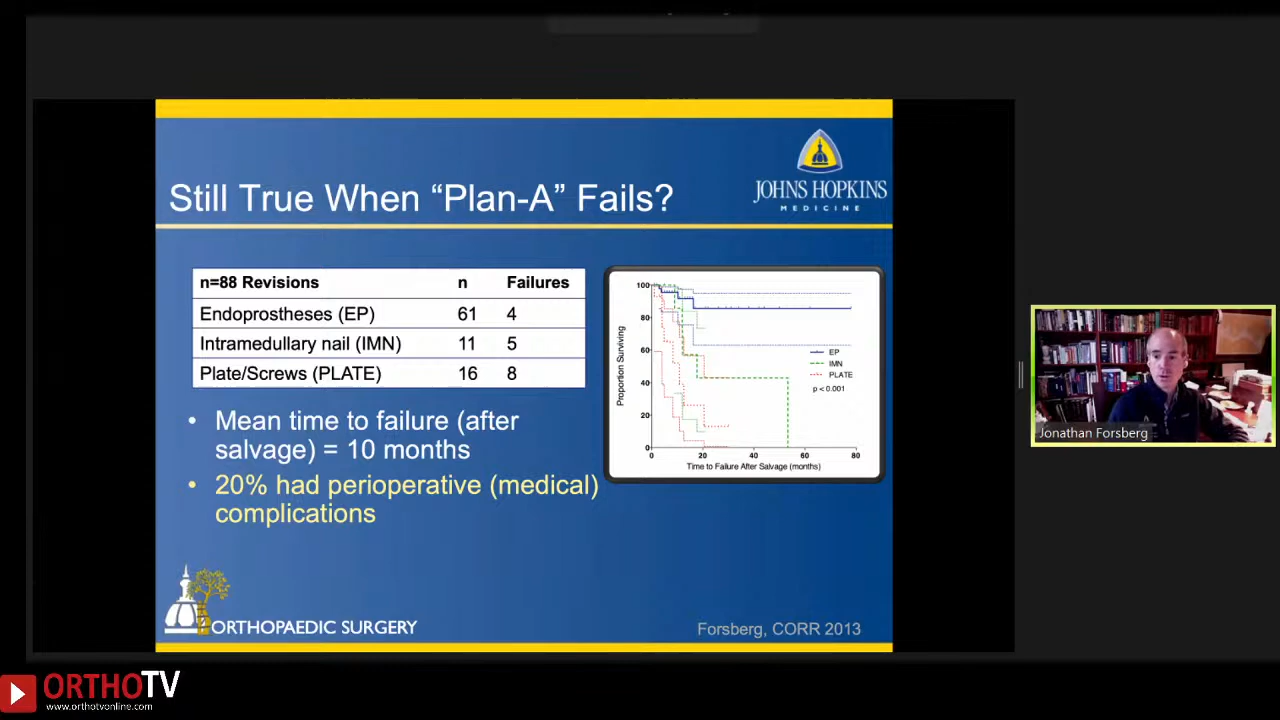 Still True When “Plan-A” Fails?
JOHNS HOPKINS
MEDICINE
n=88 Revisions n Failures
Endoprostheses (EP) 61 4
Intramedullary nail (IMN) 11 5
Plate/Screws (PLATE) 16 8
• Mean time to failure (after
salvage) = 10 months
• 20% had perioperative (medical)
complications
Proportion Surviving
100
80
60
40
20
0
EP
IMN
PLATE
p < 0.001
0 20 40 60 80
Time to Failure After Salvage (months)
ORTHOPAEDIC SURGERY
Forsberg, CORR 2013
Jonathan Forsberg
ORTHOTV
www.orthotvonline.com